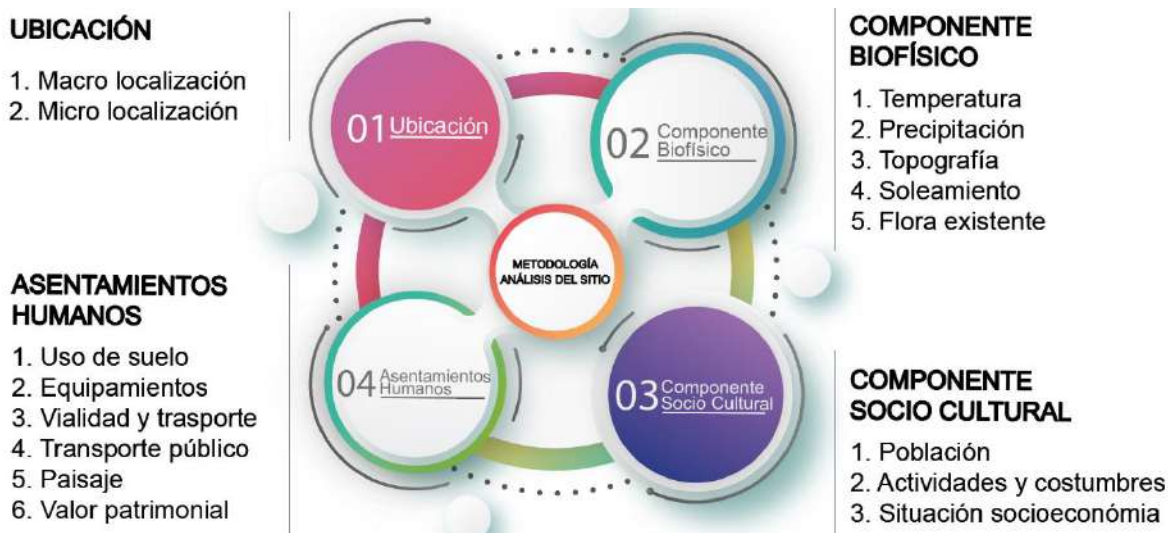 UBICACIÓN
1. Macro localización
2. Micro localización
01 Ubicación
02 Componente
Biofísico
COMPONENTE
BIOFÍSICO
1. Temperatura
2. Precipitación
3. Topografía
4. Soleamiento
5. Flora existente
METODOLOGÍA
ANÁLISIS DEL SITIO
ASENTAMIENTOS
HUMANOS
1. Uso de suelo
2. Equipamientos
3. Vialidad y trasporte
4. Transporte público
5. Paisaje
6. Valor patrimonial
04 Asentamientos
Humanos
03 Componente
Socio Cultural
COMPONENTE
SOCIO CULTURAL
1. Población
2. Actividades y costumbres
3. Situación socioeconómia